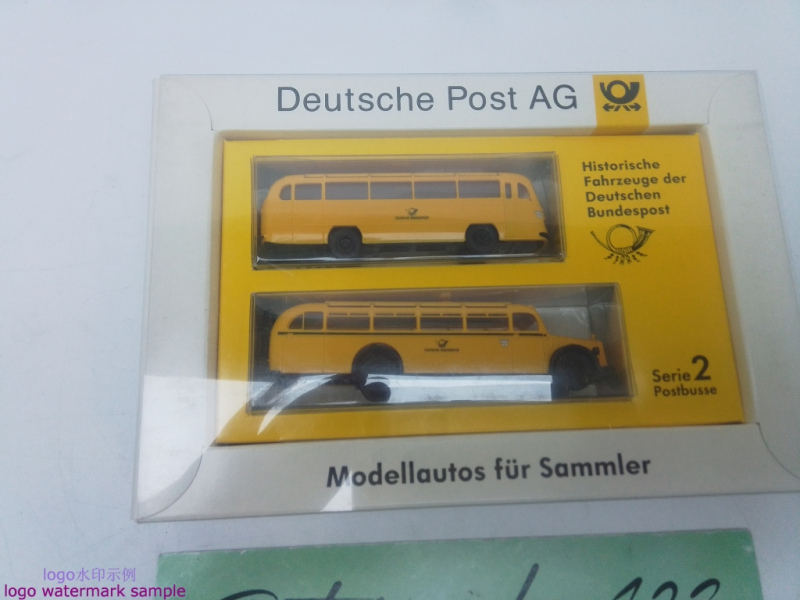 Deutsche Post AG
Historische
Fahrzeuge der
Deutschen
Bundespost
Serie 2
Postbusse
Modellautos für Sammler
logo水印示例
logo watermark sample